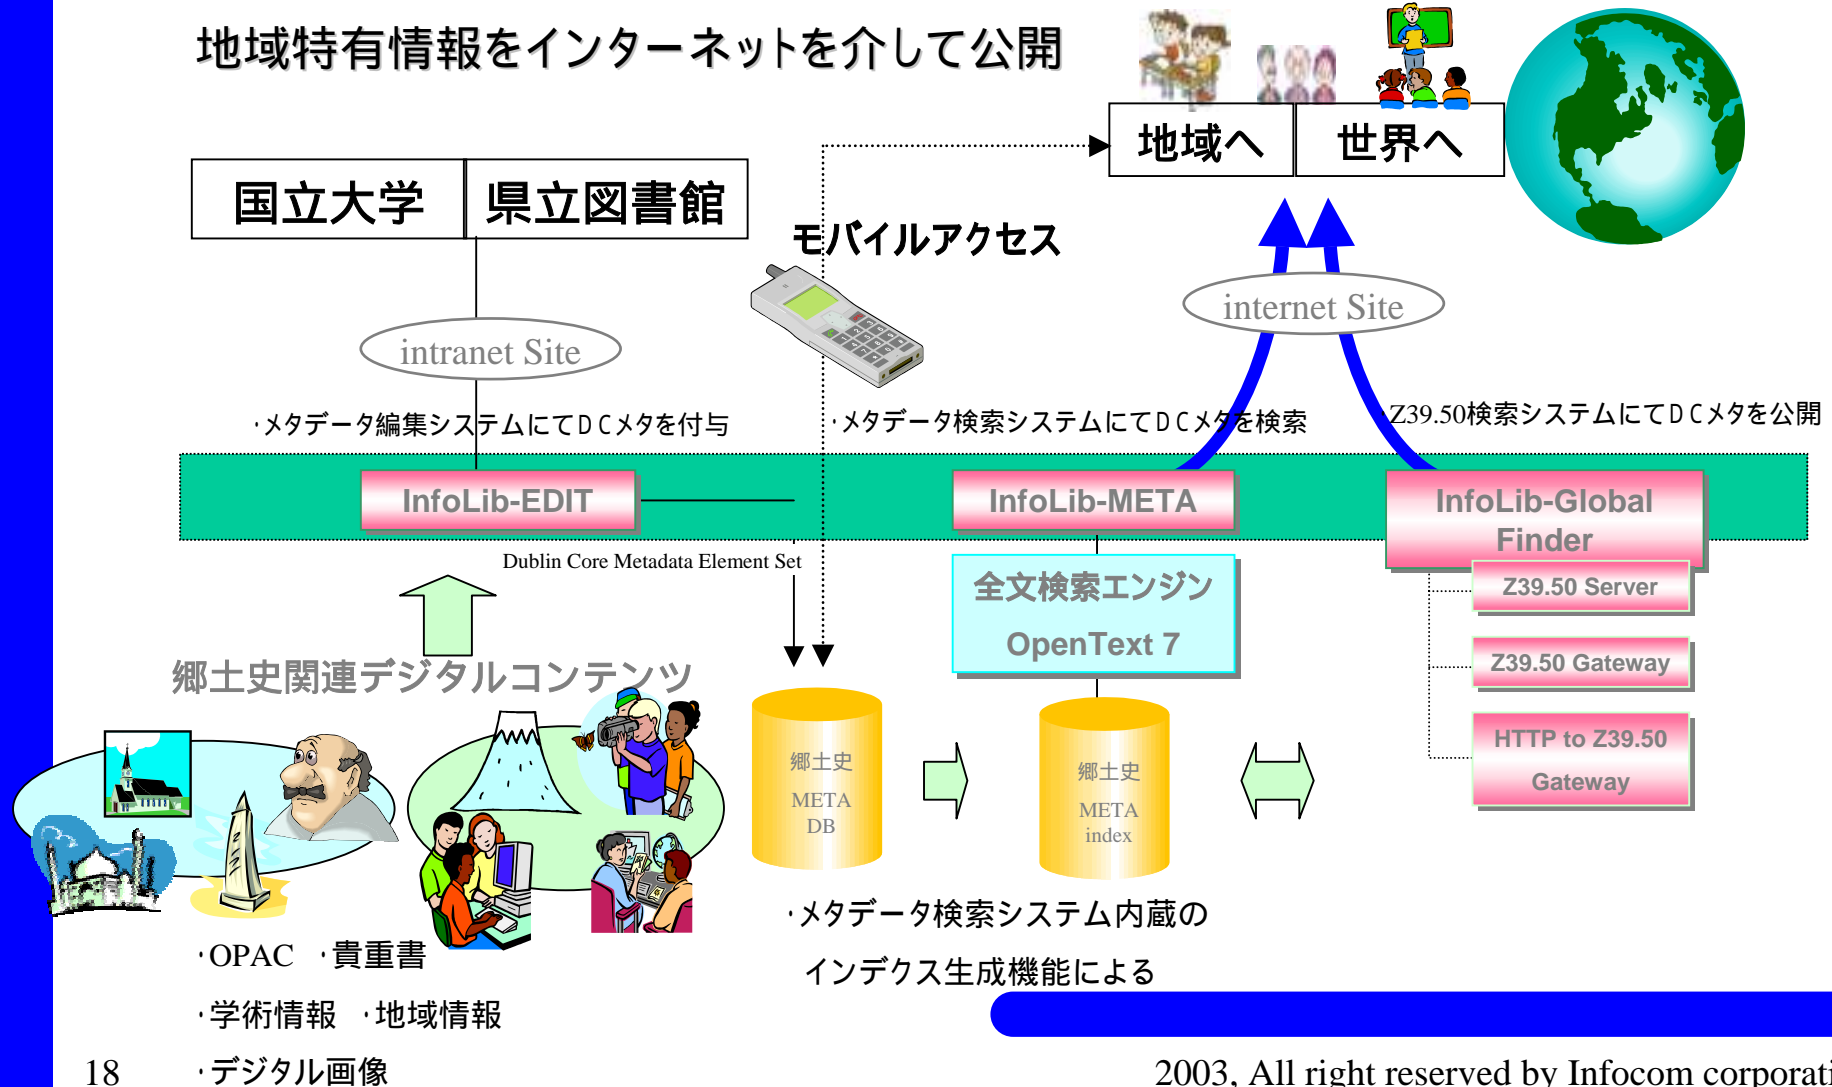 地域特有情報をインターネットを介して公開
地域へ 世界へ
国立大学 県立図書館
モバイルアクセス
internet Site
intranet Site
・メタデータ編集システムにてDCメタを付与
・メタデータ検索システムにてDCメタを検索
・Z39.50検索システムにてDCメタを公開
InfoLib-EDIT
InfoLib-META
InfoLib-Global
Finder
Dublin Core Metadata Element Set
全文検索エンジン
OpenText 7
Z39.50 Server
Z39.50 Gateway
HTTP to Z39.50
Gateway
郷土史関連デジタルコンテンツ
郷土史
META
DB
郷土史
META
index
・メタデータ検索システム内蔵の
インデクス生成機能による
・OPAC ・貴重書
・学術情報 ・地域情報
・デジタル画像
18
2003, All right reserved by Infocom corporati